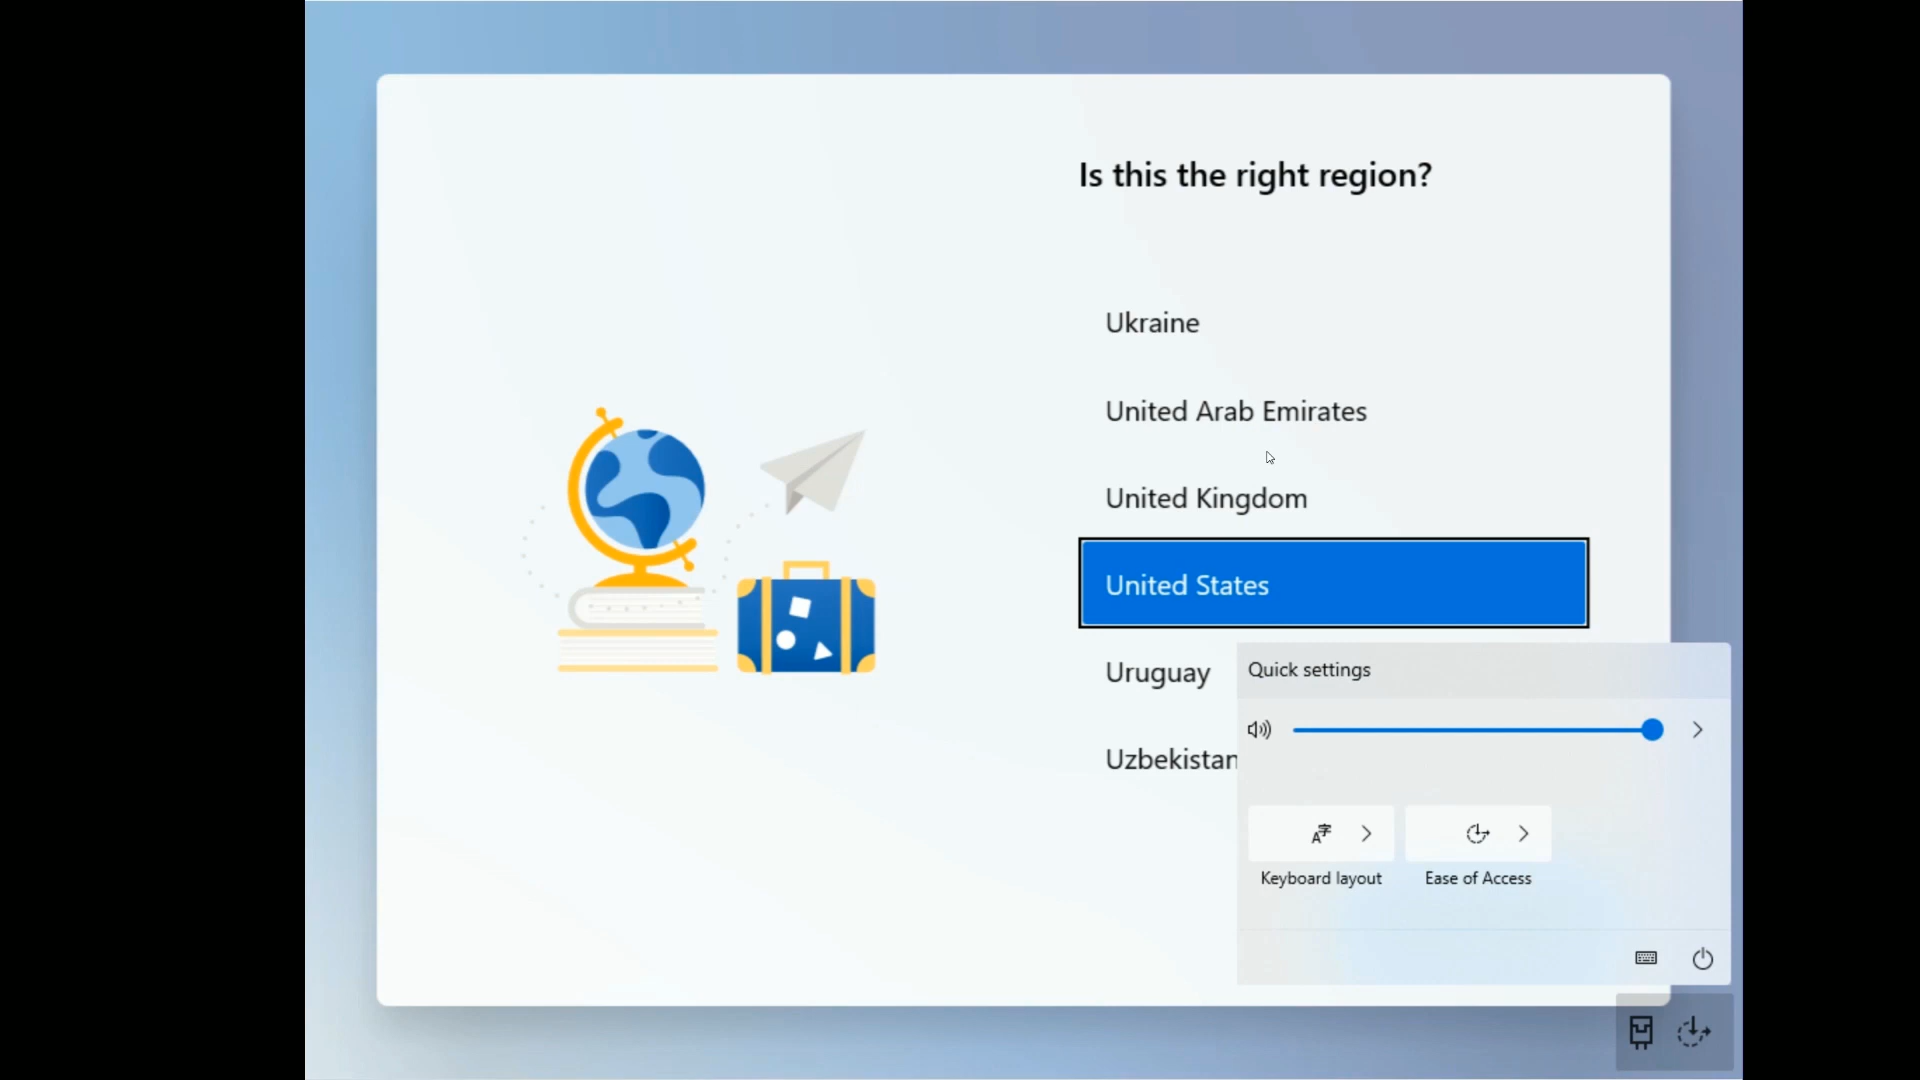 Is this the right region?
Ukraine
United Arab Emirates
United Kingdom
United States
Uruguay
Uzbekistan
Quick settings
Keyboard layout
Ease of Access